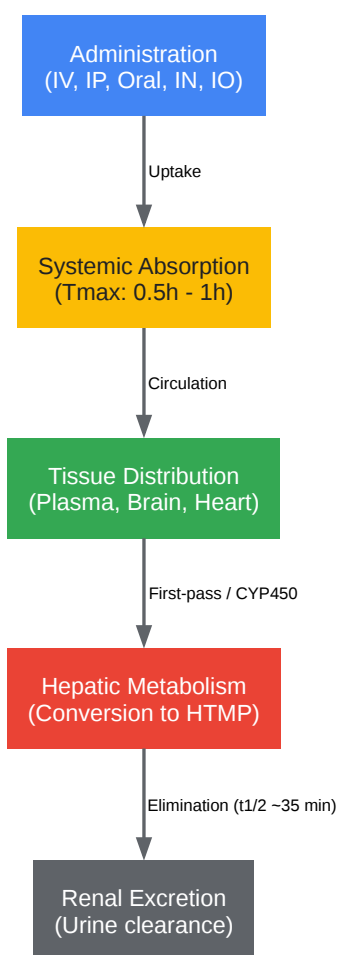 Administration
(IV, IP, Oral, IN, IO)
Uptake
Systemic Absorption
(Tmax: 0.5h - 1h)
Circulation
Tissue Distribution
(Plasma, Brain, Heart)
First-pass / CYP450
Hepatic Metabolism
(Conversion to HTMP)
Elimination (t1/2 ~35 min)
Renal Excretion
(Urine clearance)